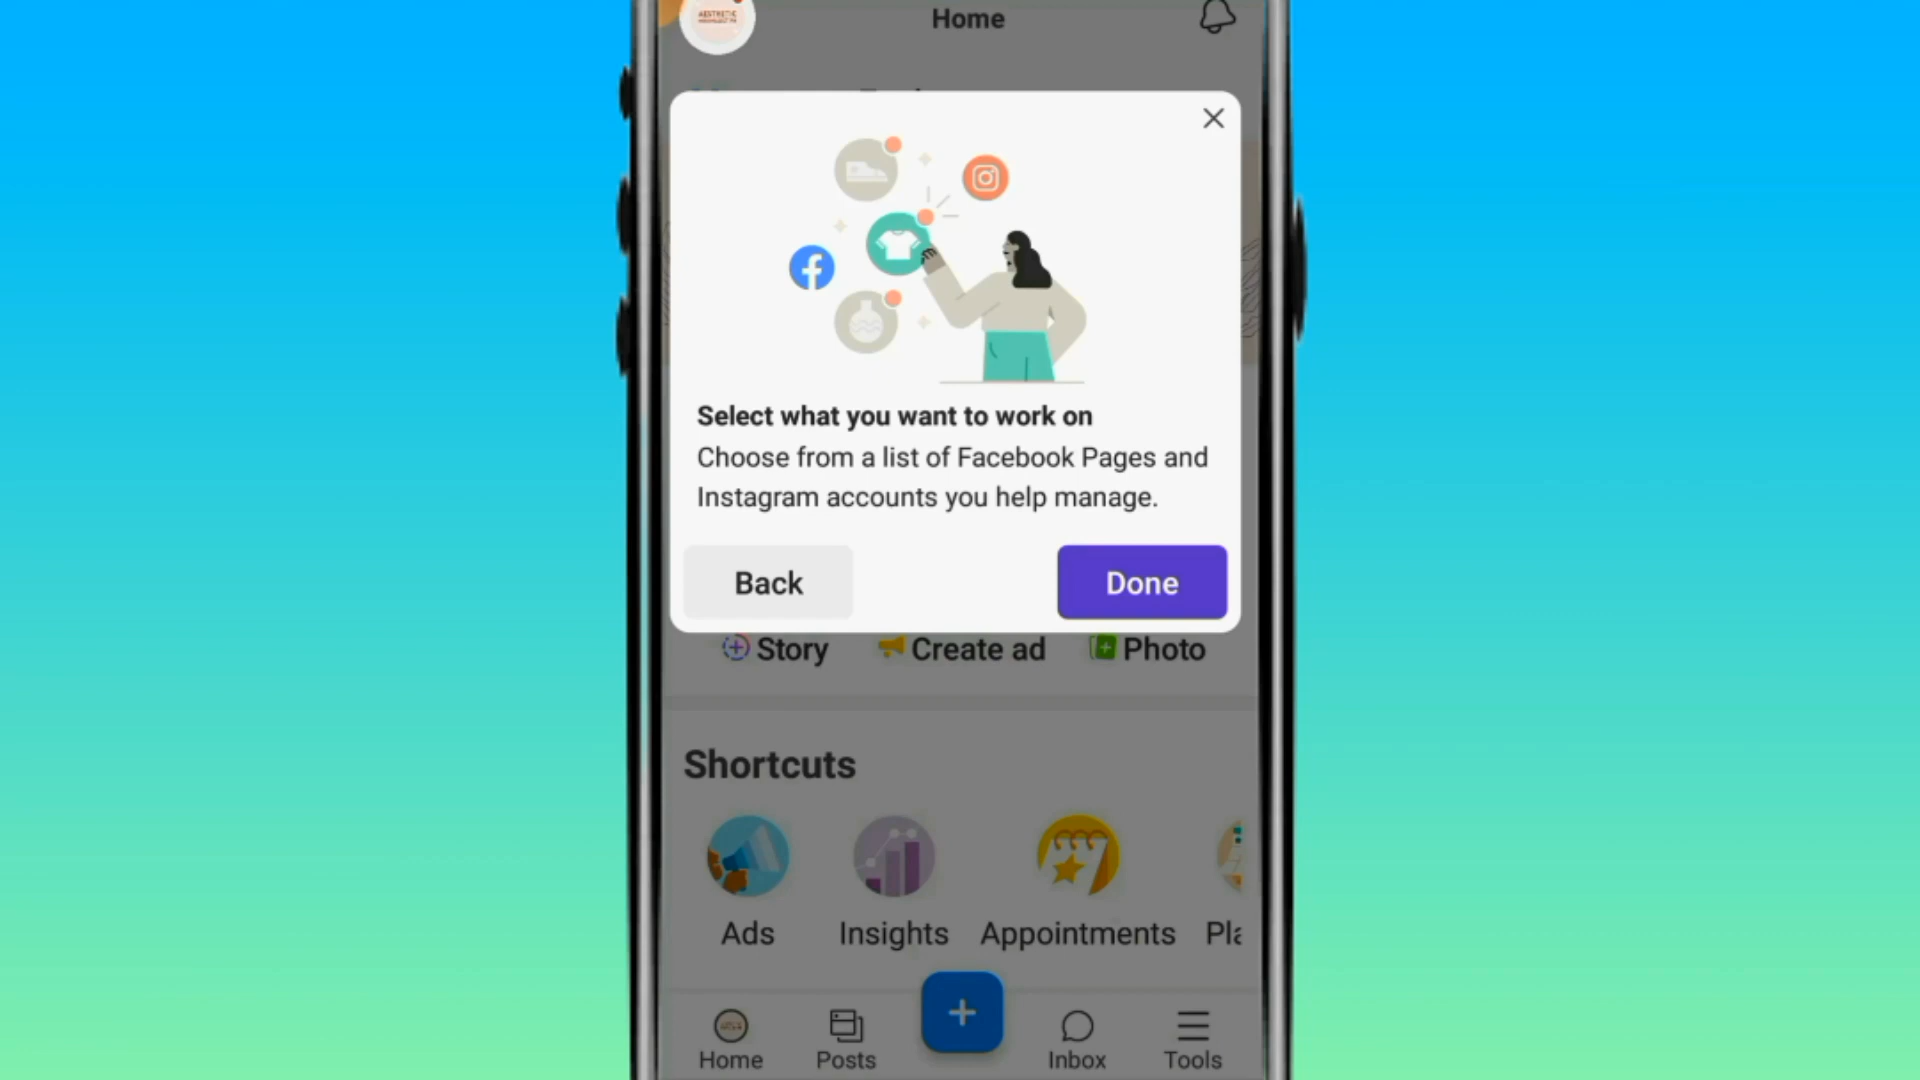 Home
Select what you want to work on
Choose from a list of Facebook Pages and
Instagram accounts you help manage.
Back
Done
Story
Create ad
Photo
Shortcuts
Ads
Insights
Appointments
Home
Posts
Inbox
Tools